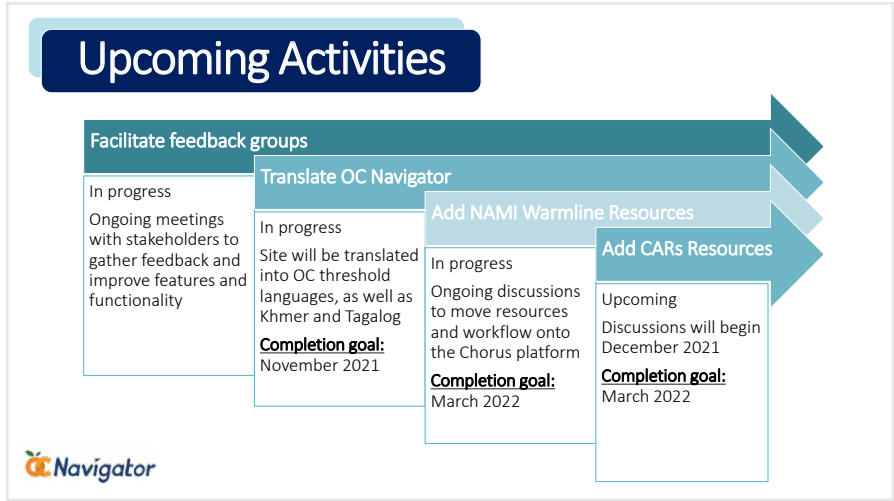 Upcoming Activities
Facilitate feedback groups
In progress
Ongoing meetings
with stakeholders to
gather feedback and
improve features and
functionality
Translate OC Navigator
In progress
Site will be translated
into OC threshold
languages, as well as
Khmer and Tagalog
Completion goal:
November 2021
Add NAMI Warmline Resources
In progress
Ongoing discussions
to move resources
and workflow onto
the Chorus platform
Completion goal:
March 2022
Add CARs Resources
Upcoming
Discussions will begin
December 2021
Completion goal:
March 2022
OC Navigator